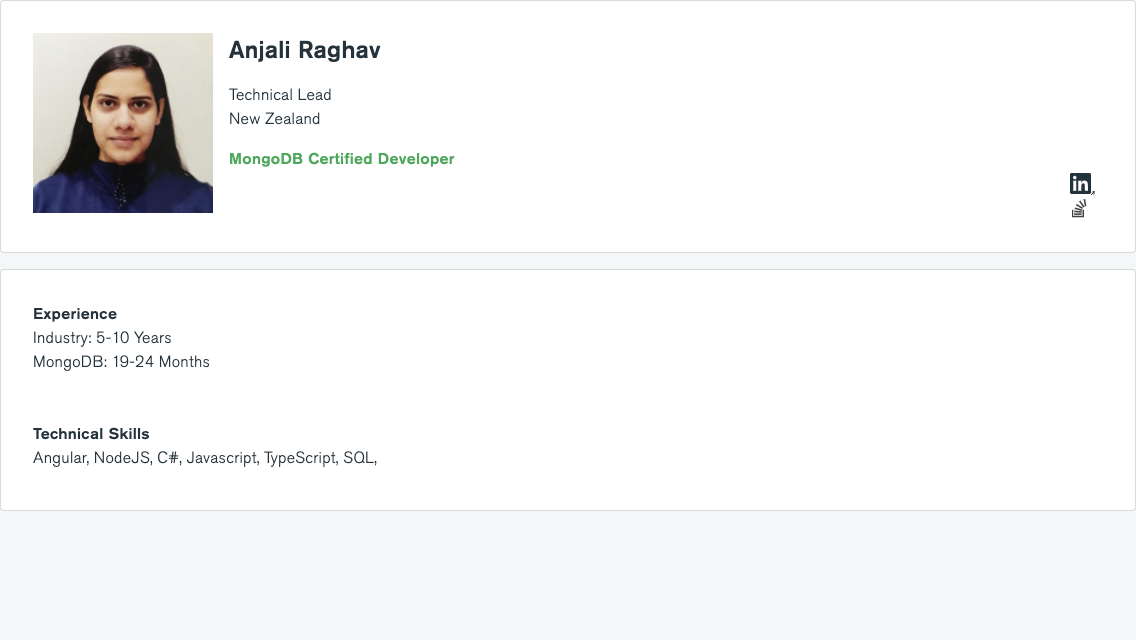 Anjali Raghav
Technical Lead
New Zealand
MongoDB Certified Developer
in
Experience
Industry: 5-10 Years
MongoDB: 19-24 Months
Technical Skills
Angular, NodeJS, C#, Javascript, TypeScript, SQL,